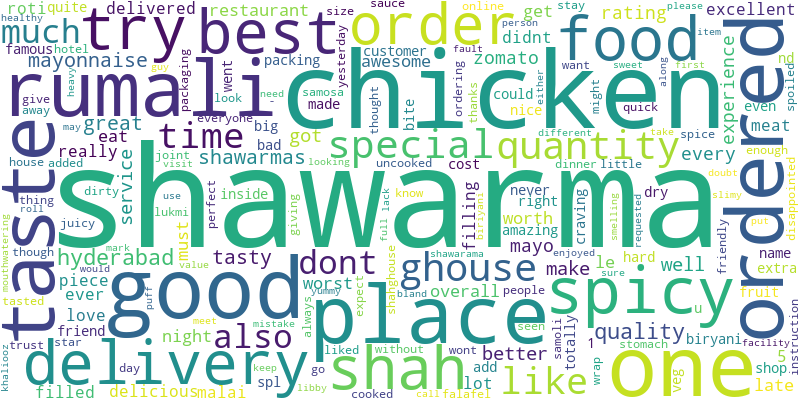 roti quite delivered restaurant order get rating excellent
healthy sauce online please
famous hotel size stay
much try best order food ordered
mayonnaise packing customer awesome zomato didnt
packaging yesterday person item
went look samosa thought bite ordering thanks could want sweet first
give need fault along nd
away everyone guy heavy made might nice quick either spoiled
rumali chicken
great time got big special quantity experience even meat
house may eat joint bad shawarmas uncooked different take
added really visit looking cost dinner little every spice enough
taste service dirty use inside filling never right dry
thing roll lukmi perfect giving craving smelling requested doubt slimy
juicy must shawarma know worth amazing disappointed
though mark full lack biriyani friendly put
mouthwatering hyderabad tasty dont ghouse mayo hard name
would value always shawarama enjoyed
tasted piece ever puff yummy worst shahghouse make le sure well extra
love meet mistake expect bland overall people seen u fruit
good place spicy
friend night also liked without wont better samoli totally quality biryani facility
trust star day go cooked add 1 stomach 5 instruction
khaliooz delivery shah like one
filled delicious keep malai spl libby call falafel lot wrap veg shop late